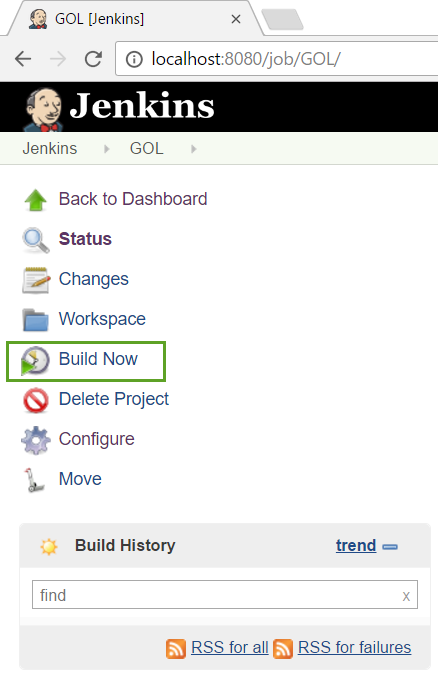 GOL [Jenkins] ×
localhost:8080/job/GOL/
Jenkins
Jenkins GOL
Back to Dashboard
Status
Changes
Workspace
Build Now
Delete Project
Configure
Move
Build History trend
find x
RSS for all RSS for failures